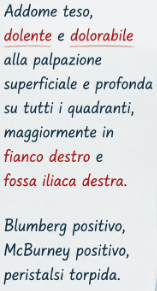 Addome teso,
dolente e dolorabile
alla palpazione
superficiale e profonda
su tutti i quadranti,
maggiormente in
fianco destro e
fossa iliaca destra.

Blumberg positivo,
McBurney positivo,
peristalsi torpida.